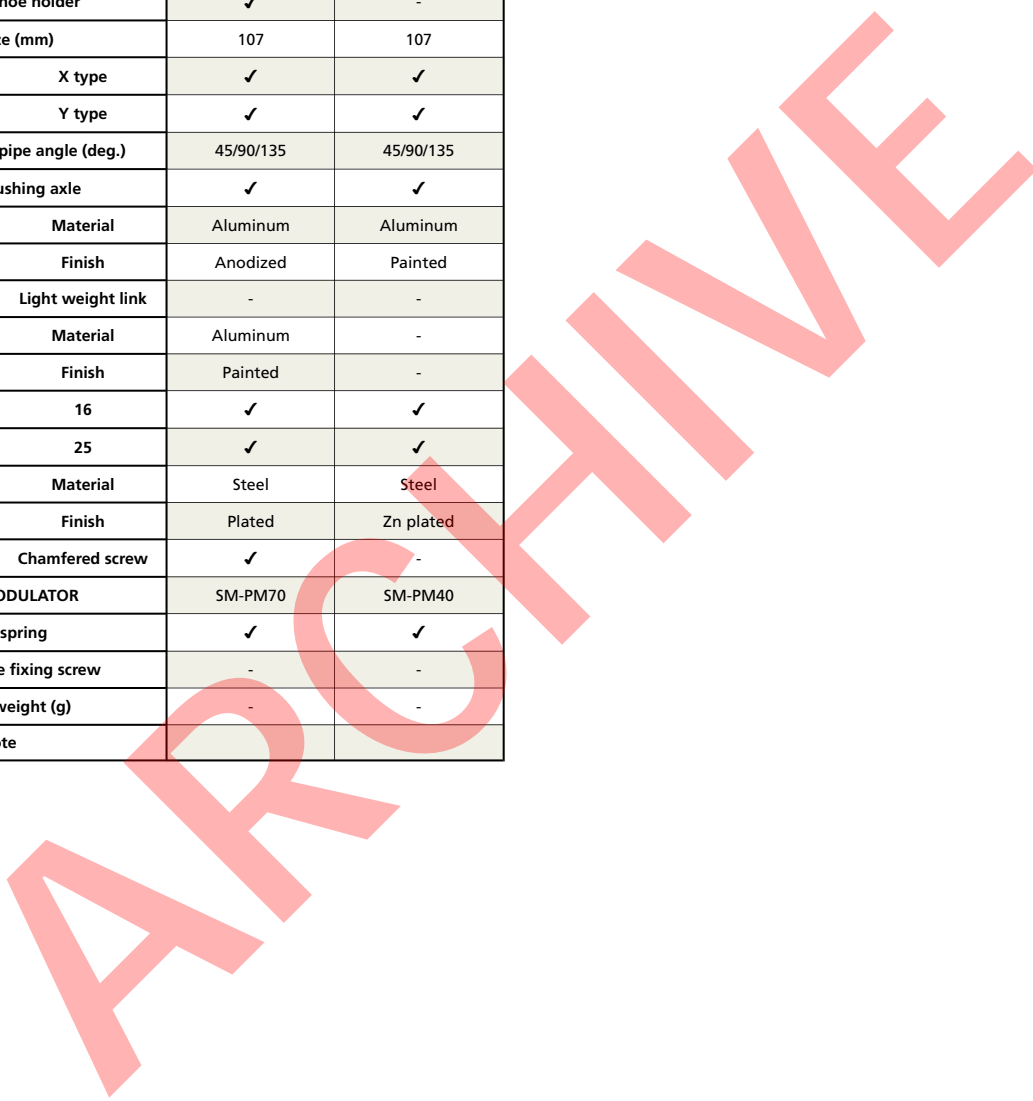 hoe holder ✓ -
e (mm) 107 107
X type ✓ ✓
Y type ✓ ✓
pipe angle (deg.) 45/90/135 45/90/135
ushing axle ✓ ✓
Material Aluminum Aluminum
Finish Anodized Painted
Light weight link - -
Material Aluminum -
Finish Painted -
16 ✓ ✓
25 ✓ ✓
Material Steel Steel
Finish Plated Zn plated
Chamfered screw ✓ -
ODULATOR SM-PM70 SM-PM40
spring ✓ ✓
e fixing screw - -
weight (g) - -
ote
ARCHIVE